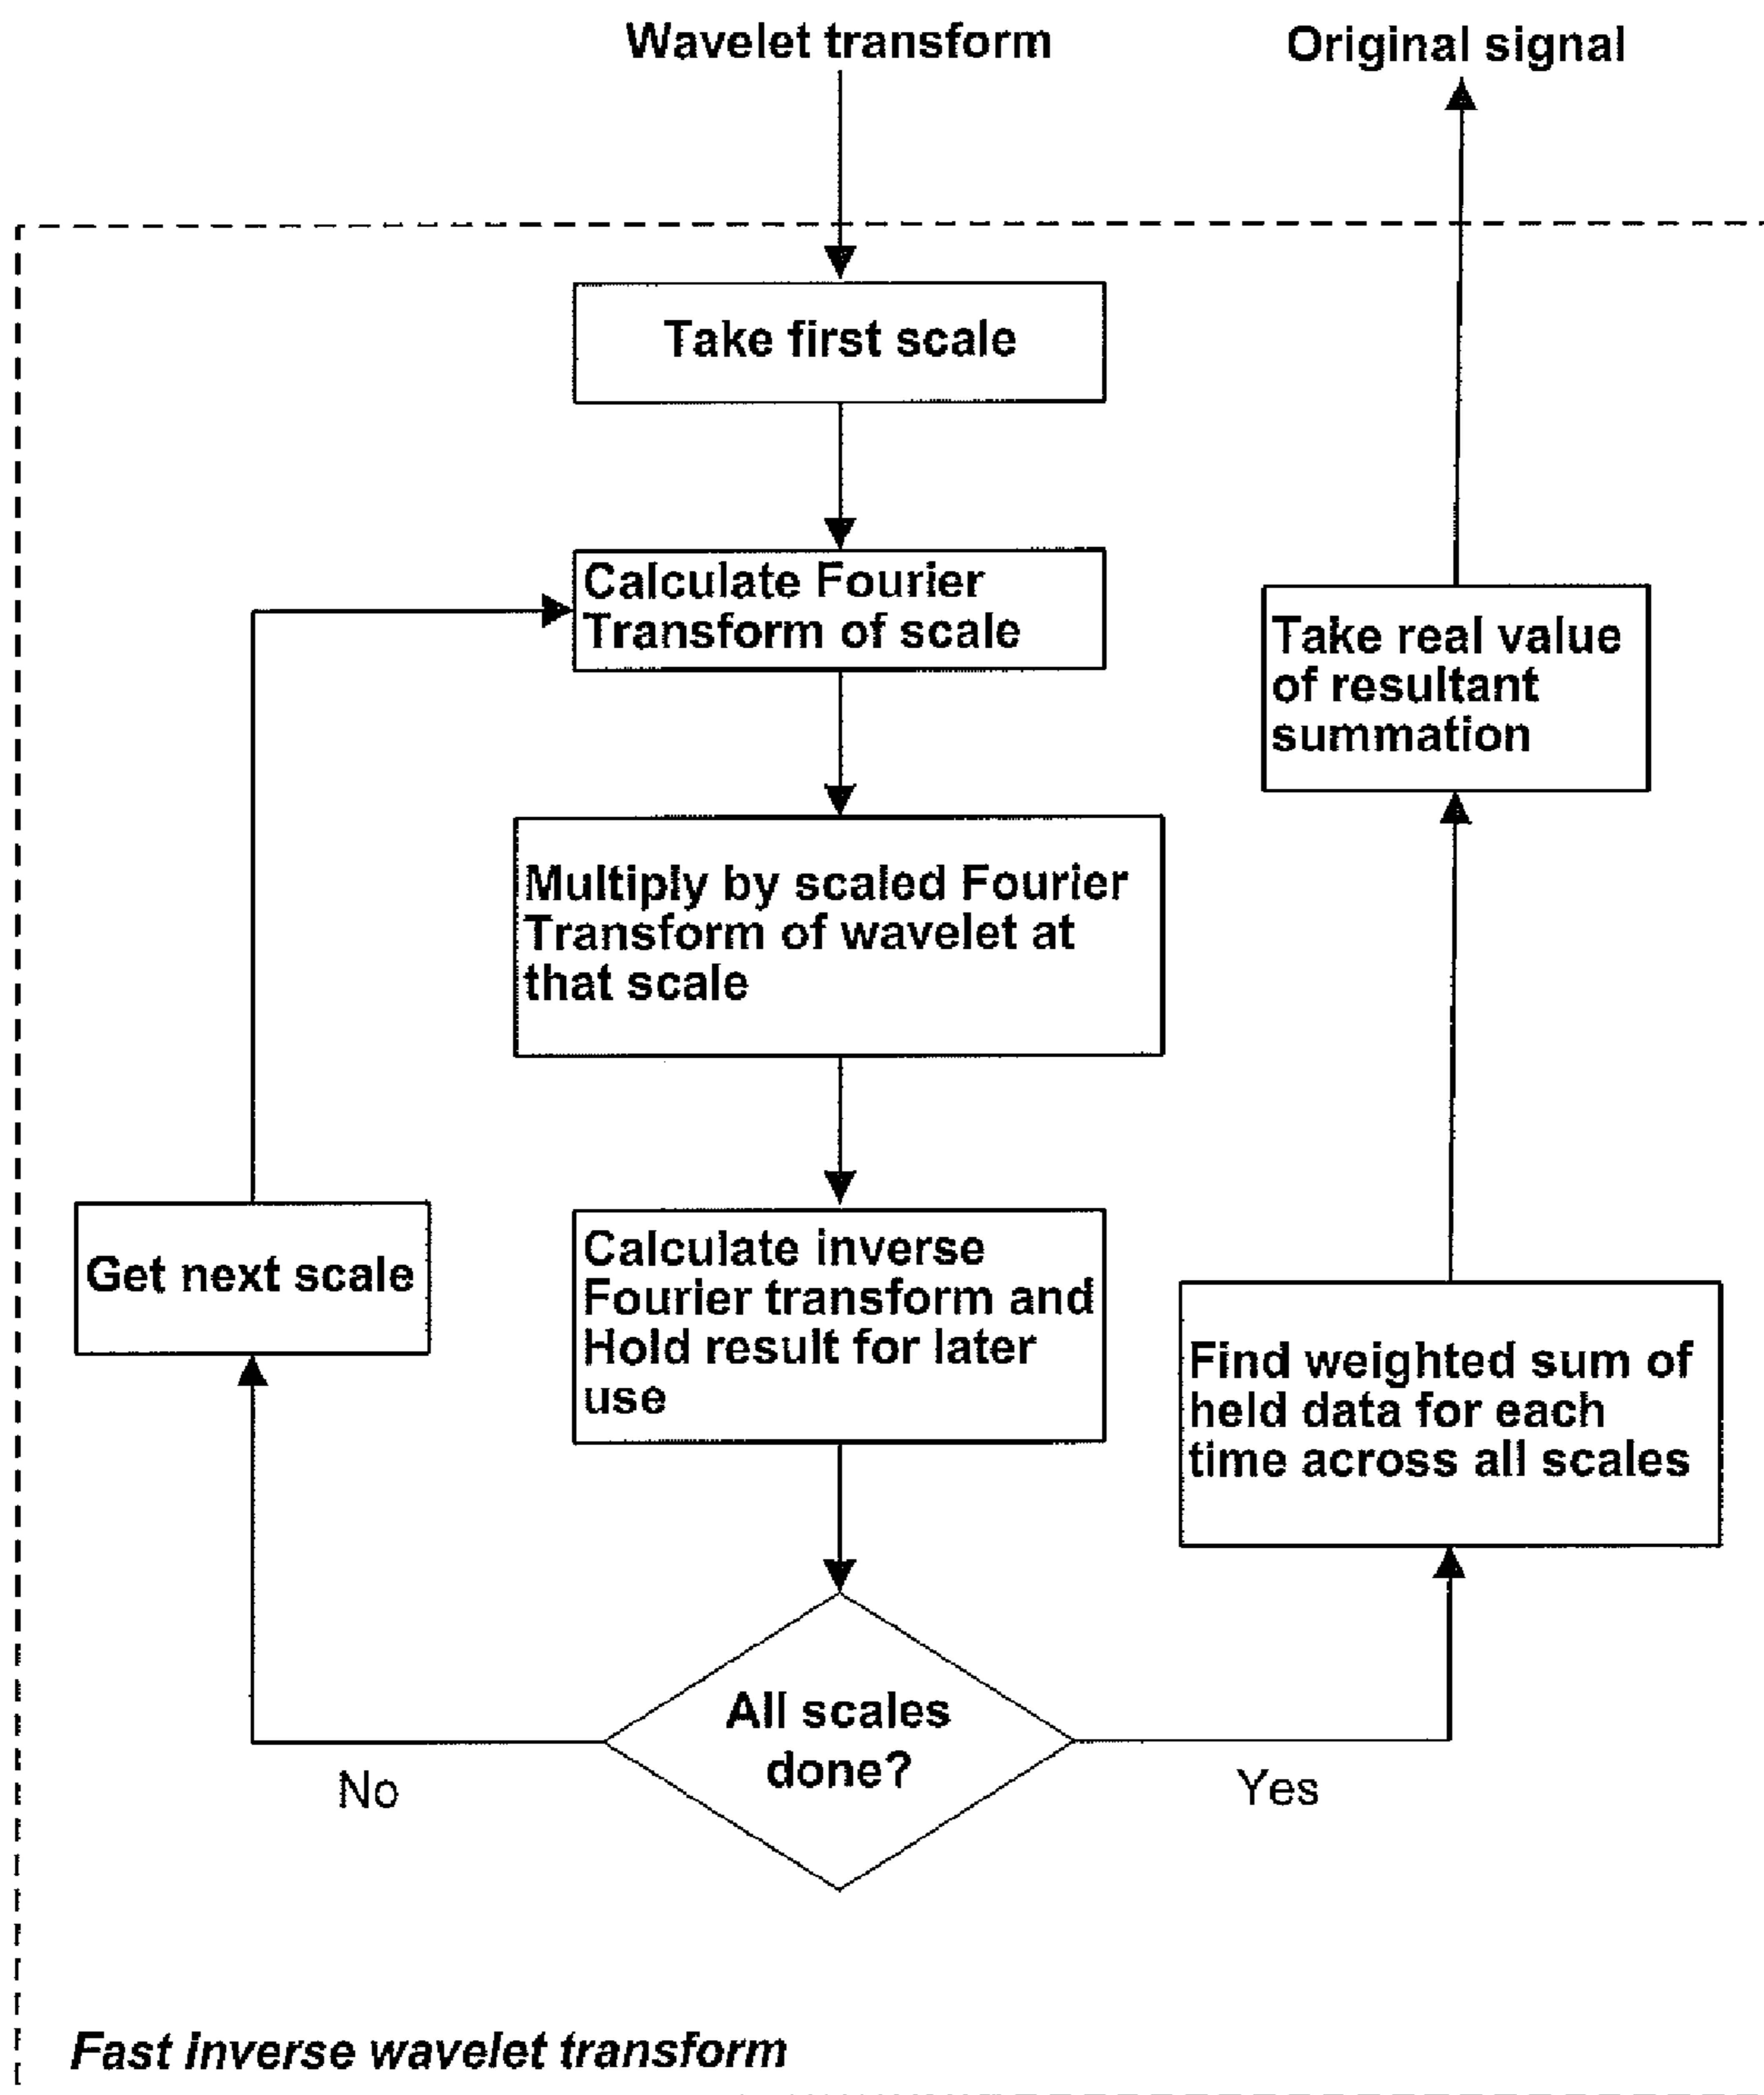 Wavelet transform
Original signal
Take first scale
Calculate Fourier
Transform of scale
Take real value
of resultant
summation
Multiply by scaled Fourier
Transform of wavelet at
that scale
Get next scale
Calculate inverse
Fourier transform and
Hold result for later
use
Find weighted sum of
held data for each
time across all scales
All scales
done?
No
Yes
Fast inverse wavelet transform